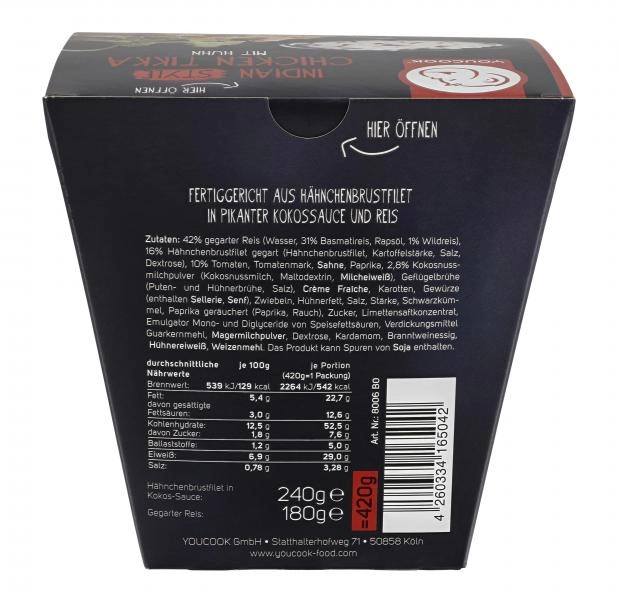 YOUCOOK
INDIAN STYLE
CHICKEN TIKKA
MIT HUHN
HIER ÖFFNEN
HIER ÖFFNEN
FERTIGGERICHT AUS HÄHNCHENBRUSTFILET
IN PIKANTER KOKOSSAUCE UND REIS
Zutaten: 42% gegarter Reis (Wasser, 31% Basmatireis, Rapsöl, 1% Wildreis),
16% Hähnchenbrustfilet gegart (Hähnchenbrustfilet, Kartoffelstärke, Salz,
Dextrose), 10% Tomaten, Tomatenmark, Sahne, Paprika, 2,8% Kokosnuss-
milchpulver (Kokosnussmilch, Maltodextrin, Milcheiweiß), Geflügelbrühe
(Puten- und Hühnerbrühe, Salz), Crème Fraîche, Karotten, Gewürze
(enthalten Sellerie, Senf), Zwiebeln, Hühnerfett, Salz, Stärke, Schwarzküm-
mel, Paprika geräuchert (Paprika, Rauch), Zucker, Limettensaftkonzentrat,
Emulgator Mono- und Diglyceride von Speisefettsäuren, Verdickungsmittel
Guarkernmehl, Magermilchpulver, Dextrose, Kardamom, Branntweinessig,
Hühnereiweiß, Weizenmehl. Das Produkt kann Spuren von Soja enthalten.
durchschnittliche je 100g je Portion
Nährwerte (420g=1 Packung)
Brennwert: 539 kJ/129 kcal 2264 kJ/542 kcal
Fett: 5,4 g 22,7 g
davon gesättigte
Fettsäuren: 3,0 g 12,6 g
Kohlenhydrate: 12,5 g 52,5 g
davon Zucker: 1,8 g 7,6 g
Ballaststoffe: 1,2 g 5,0 g
Eiweiß: 6,9 g 29,0 g
Salz: 0,78 g 3,28 g
Hähnchenbrustfilet in
Kokos-Sauce: 240g e
Gegarter Reis: 180g e
=420g
Art. Nr.: 8006 B0
4 260334 165042
YOUCOOK GmbH • Statthalterhofweg 71 • 50858 Köln
www.youcook-food.com